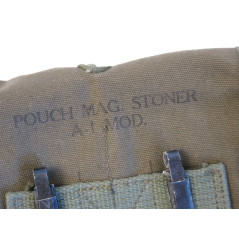 POUCH MAG. STONER
A-1 MOD.